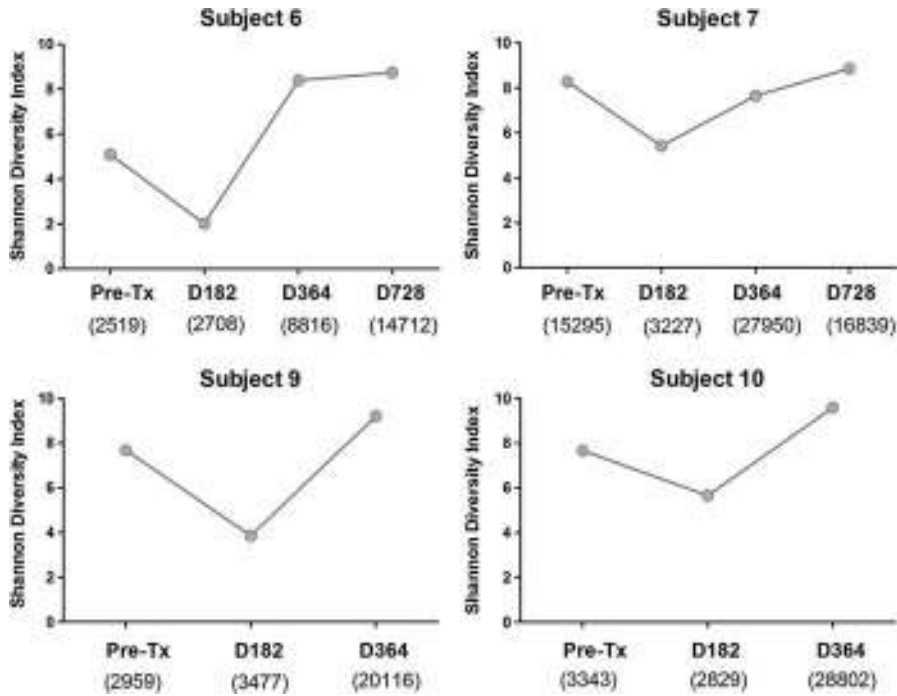 Subject 6
Shannon Diversity Index
10
8
6
4
2
0
Pre-Tx D182 D364 D728
(2519) (2708) (8816) (14712)
Subject 7
Shannon Diversity Index
10
8
6
4
2
0
Pre-Tx D182 D364 D728
(15295) (3227) (27950) (16839)
Subject 9
Shannon Diversity Index
10
8
6
4
2
0
Pre-Tx D182 D364
(2959) (3477) (20116)
Subject 10
Shannon Diversity Index
10
8
6
4
2
0
Pre-Tx D182 D364
(3343) (2829) (28802)